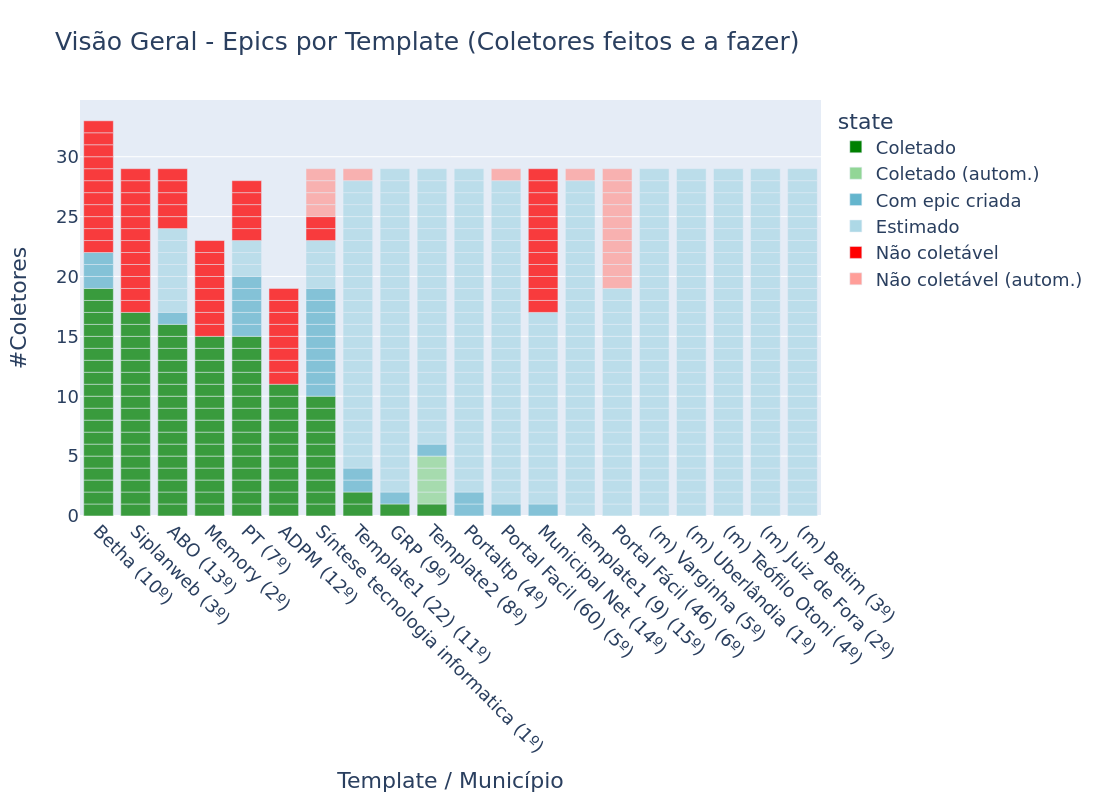 Visão Geral - Epics por Template (Coletores feitos e a fazer)
state
Coletado
Coletado (autom.)
Com epic criada
Estimado
Não coletável
Não coletável (autom.)
#Coletores
30
25
20
15
10
5
0
Betha (10º)
Siplanweb (3º)
ABO (13º)
Memory (2º)
PT (7º)
ADPM (12º)
Síntese tecnologia informatica (1º)
Template1 (22) (11º)
GRP (9º)
Template2 (8º)
Portaltp (4º)
Portal Facil (60) (5º)
Municipal Net (14º)
Template1 (9) (15º)
Portal Fácil (46) (6º)
(m) Varginha (5º)
(m) Uberlândia (1º)
(m) Teófilo Otoni (4º)
(m) Juiz de Fora (2º)
(m) Betim (3º)
Template / Município